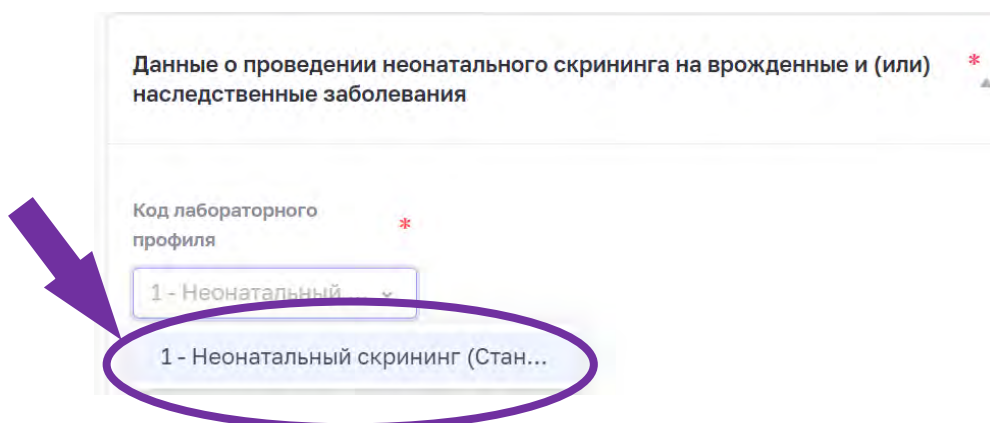 Данные о проведении неонатального скрининга на врожденные и (или) *
наследственные заболевания
Код лабораторного
профиля *
1 - Неонатальный
1 - Неонатальный скрининг (Стан...